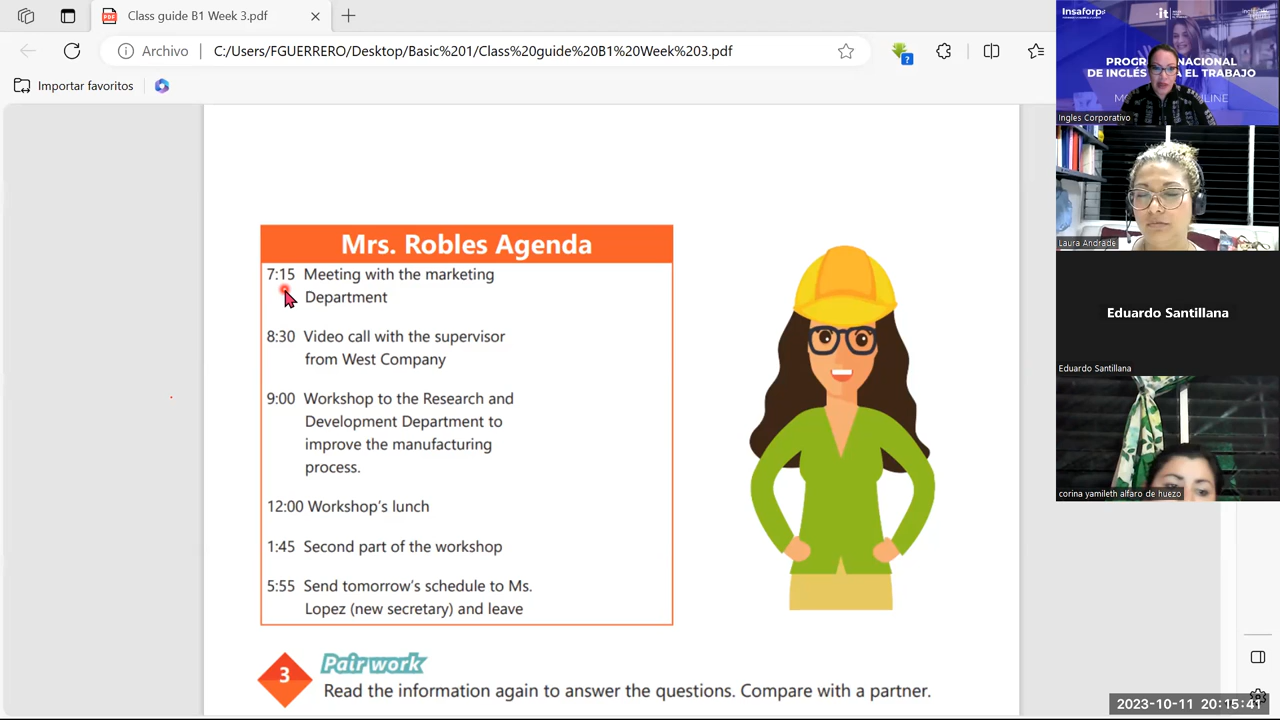 Class guide B1 Week 3.pdf
Archivo
C:/Users/FGUERRERO/Desktop/Basic%201/Class%20guide%20B1%20Week%203.pdf
Importar favoritos
Mrs. Robles Agenda
7:15 Meeting with the marketing
Department
8:30 Video call with the supervisor
from West Company
9:00 Workshop to the Research and
Development Department to
improve the manufacturing
process.
12:00 Workshop's lunch
1:45 Second part of the workshop
5:55 Send tomorrow's schedule to Ms.
Lopez (new secretary) and leave
3
Pair work
Read the information again to answer the questions. Compare with a partner.
Insaforp
Ingles Corporativo
Laura Andrade
Eduardo Santillana
Eduardo Santillana
corina yamileth alfaro de huezo
2023-10-11 20:15:41